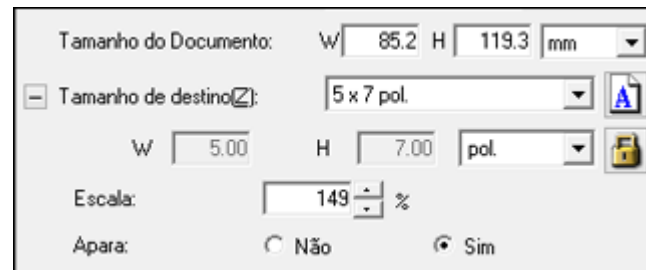 Tamanho do Documento: W 85.2 H 119.3 mm
Tamanho de destino(Z): 5 x 7 pol. A
W 5.00 H 7.00 pol.
Escala: 149 %
Apara: Não Sim